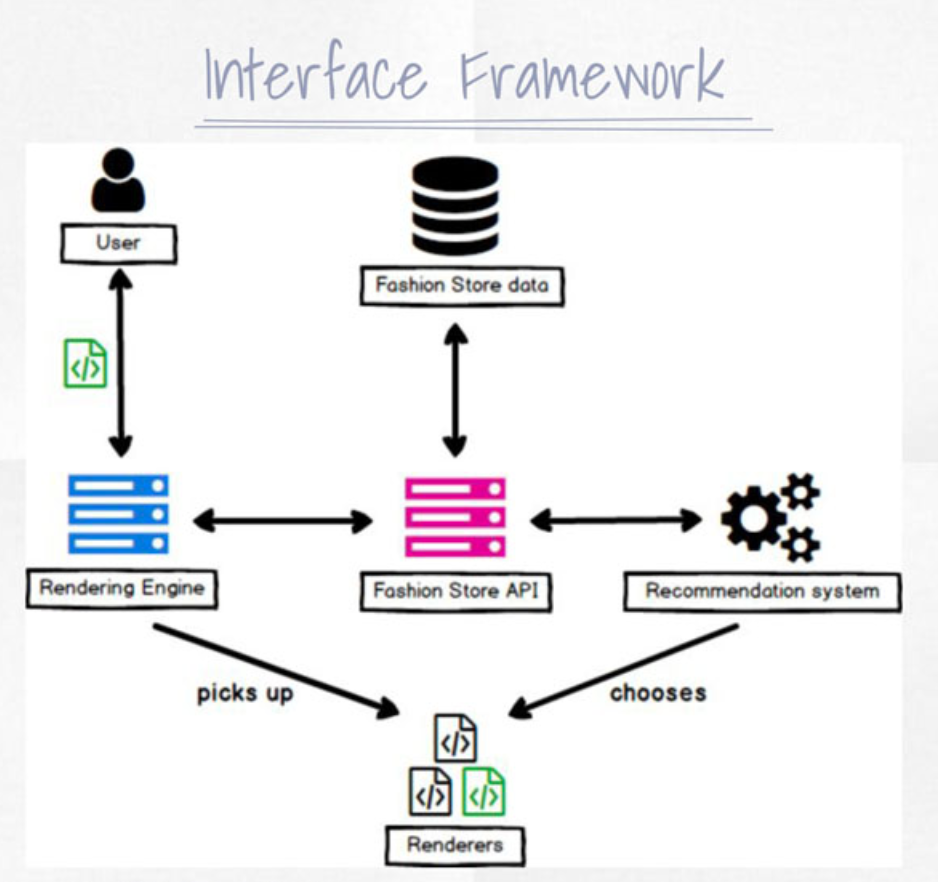 Interface Framework
User
Fashion Store data
</>
Rendering Engine
Fashion Store API
Recommendation system
picks up
chooses
</>
</>
</>
Renderers